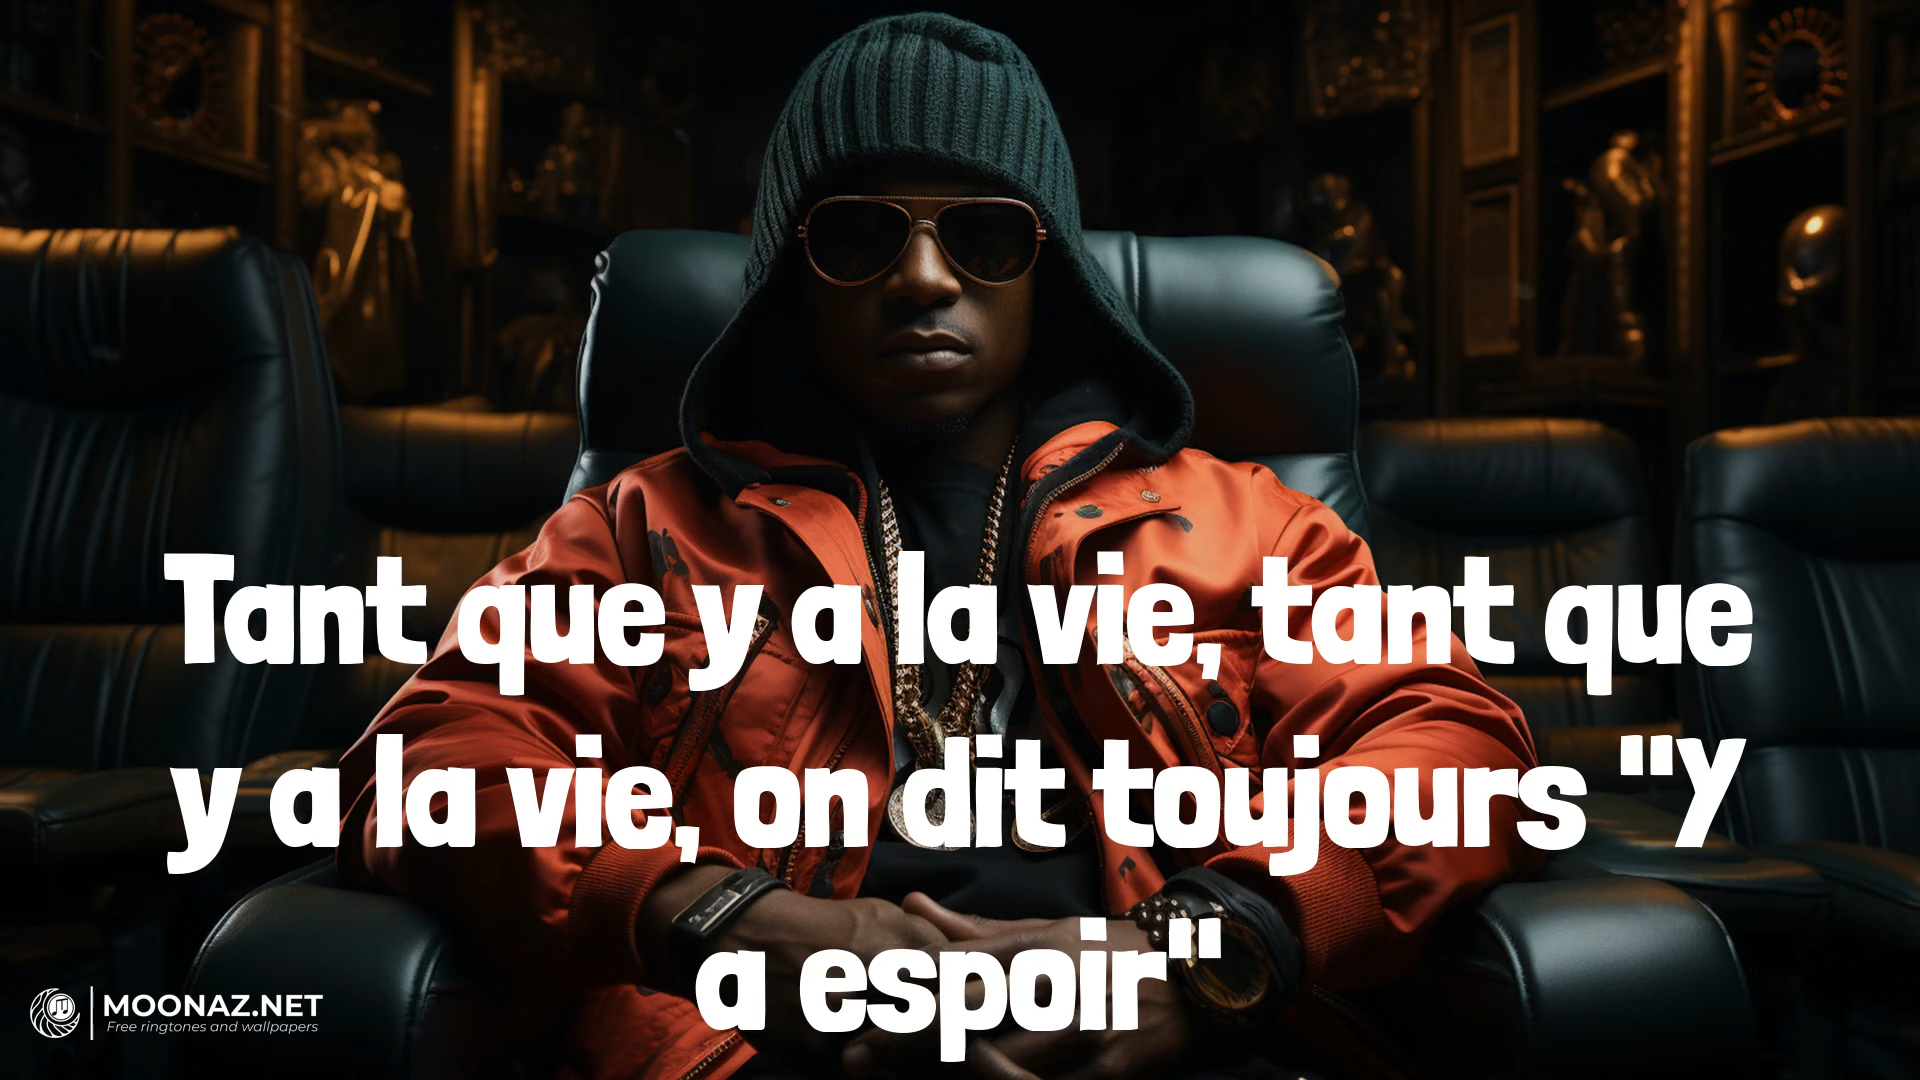 Tant que y a la vie, tant que
y a la vie, on dit toujours "Y
a espoir"
MOONAZ.NET
Free ringtones and wallpapers